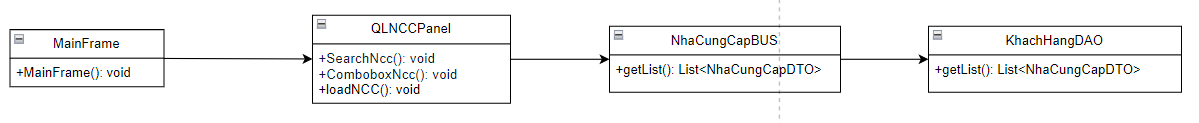 MainFrame
+MainFrame(): void
QLNCCPanel
+SearchNcc(): void
+ComboboxNcc(): void
+loadNCC(): void
NhaCungCapBUS
+getList(): List<NhaCungCapDTO>
KhachHangDAO
+getList(): List<NhaCungCapDTO>